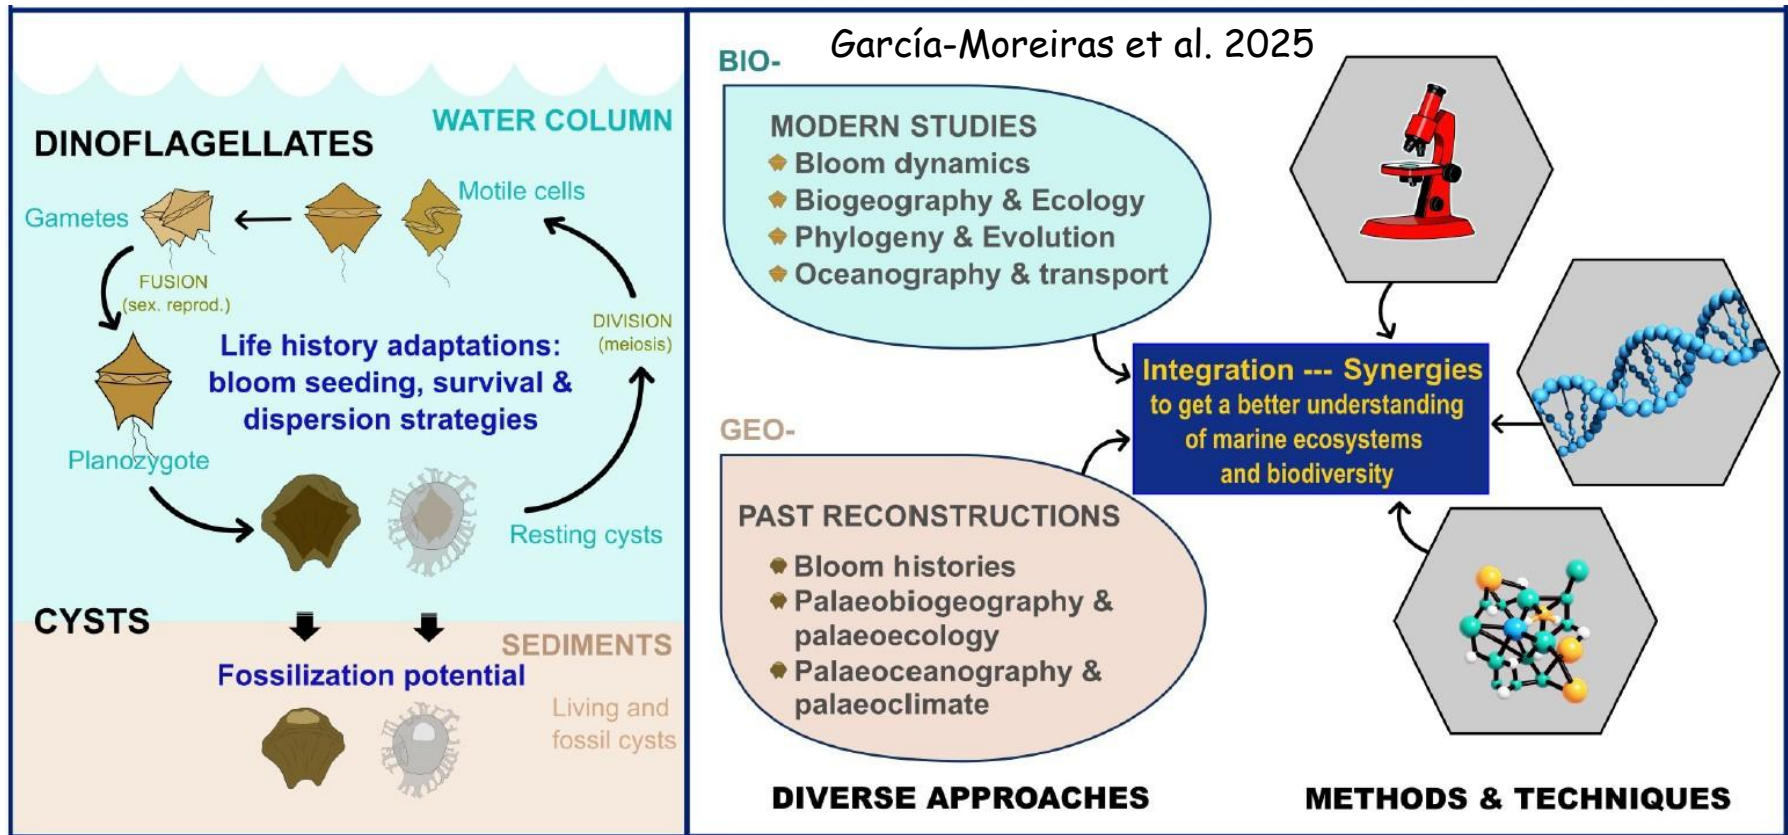 WATER COLUMN
DINOFLAGELLATES
Motile cells
Gametes
FUSION
(sex. reprod.)
DIVISION
(meiosis)
Life history adaptations:
bloom seeding, survival &
dispersion strategies
Planozygote
Resting cysts
CYSTS
SEDIMENTS
Fossilization potential
Living and
fossil cysts
García-Moreiras et al. 2025
BIO-
MODERN STUDIES
Bloom dynamics
Biogeography & Ecology
Phylogeny & Evolution
Oceanography & transport
Integration --- Synergies
to get a better understanding
of marine ecosystems
and biodiversity
GEO-
PAST RECONSTRUCTIONS
Bloom histories
Palaeobiogeography &
palaeoecology
Palaeoceanography &
palaeoclimate
DIVERSE APPROACHES
METHODS & TECHNIQUES